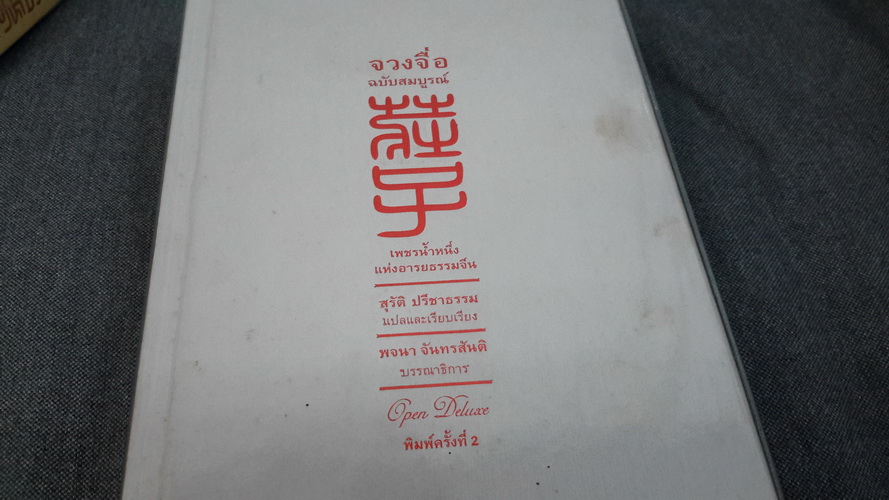 จวงจื่อ
ฉบับสมบูรณ์
莊子
เพชรน้ำหนึ่ง
แห่งอารยธรรมจีน
สุรัติ ปรีชาธรรม
แปลและเรียบเรียง
พจนา จันทรสันติ
บรรณาธิการ
Open Deluxe
พิมพ์ครั้งที่ 2